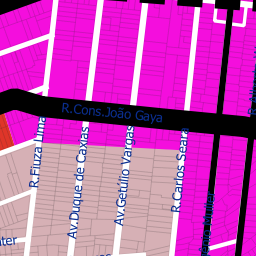 R.Cons.João Gaya
R.Fiuza Lima
Av.Duque de Caxias
Av.Getúlio Vargas
R.Carlos Seara